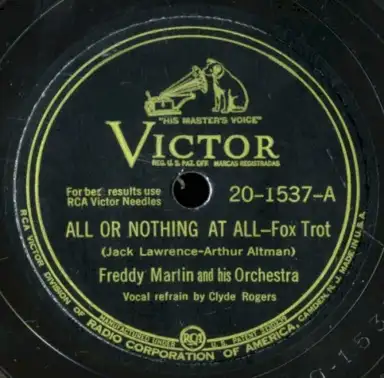 "HIS MASTER'S VOICE"
VICTOR
REG. U. S. PAT. OFF. MARCAS REGISTRADAS
For best results use
RCA Victor Needles
20-1537-A
ALL OR NOTHING AT ALL—Fox Trot
(Jack Lawrence-Arthur Altman)
Freddy Martin and his Orchestra
Vocal refrain by Clyde Rogers
RCA VICTOR DIVISION OF RADIO CORPORATION OF AMERICA, CAMDEN, N. J. MADE IN U.S.A.
MANUFACTURED UNDER
RCA
U. S. PATENT